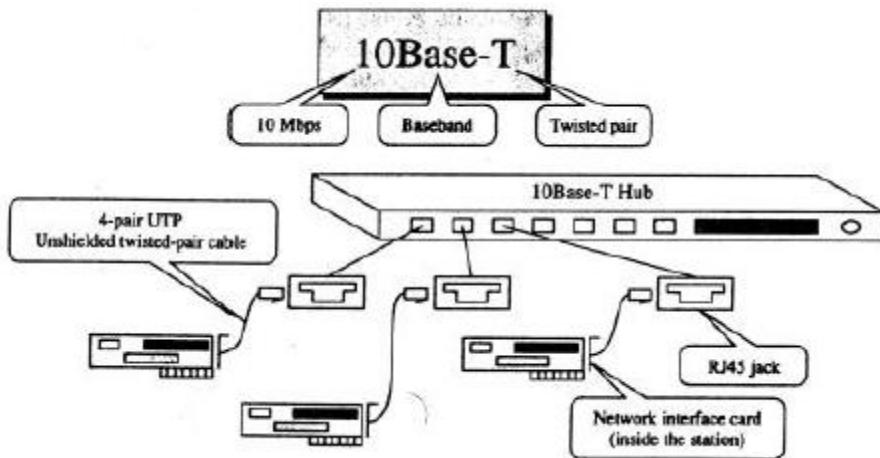 10Base-T
10 Mbps
Baseband
Twisted pair
10Base-T Hub
4-pair UTP
Unshielded twisted-pair cable
RJ45 jack
Network interface card
(inside the station)